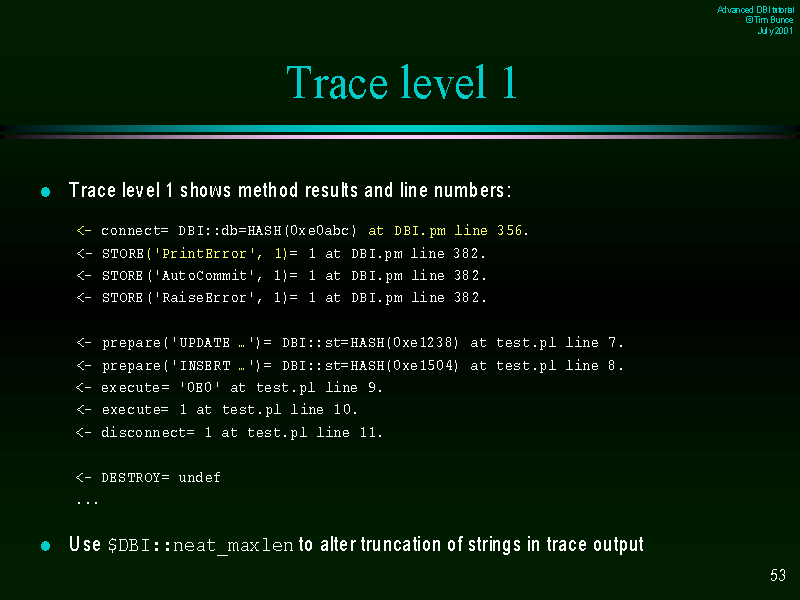 Advanced DBI tutorial
© Tim Bunce
July 2001
Trace level 1
Trace level 1 shows method results and line numbers:
<- connect= DBI::db=HASH(0xe0abc) at DBI.pm line 356.
<- STORE('PrintError', 1)= 1 at DBI.pm line 382.
<- STORE('AutoCommit', 1)= 1 at DBI.pm line 382.
<- STORE('RaiseError', 1)= 1 at DBI.pm line 382.
<- prepare('UPDATE …')= DBI::st=HASH(0xe1238) at test.pl line 7.
<- prepare('INSERT …')= DBI::st=HASH(0xe1504) at test.pl line 8.
<- execute= '0E0' at test.pl line 9.
<- execute= 1 at test.pl line 10.
<- disconnect= 1 at test.pl line 11.
<- DESTROY= undef
...
Use $DBI::neat_maxlen to alter truncation of strings in trace output
53